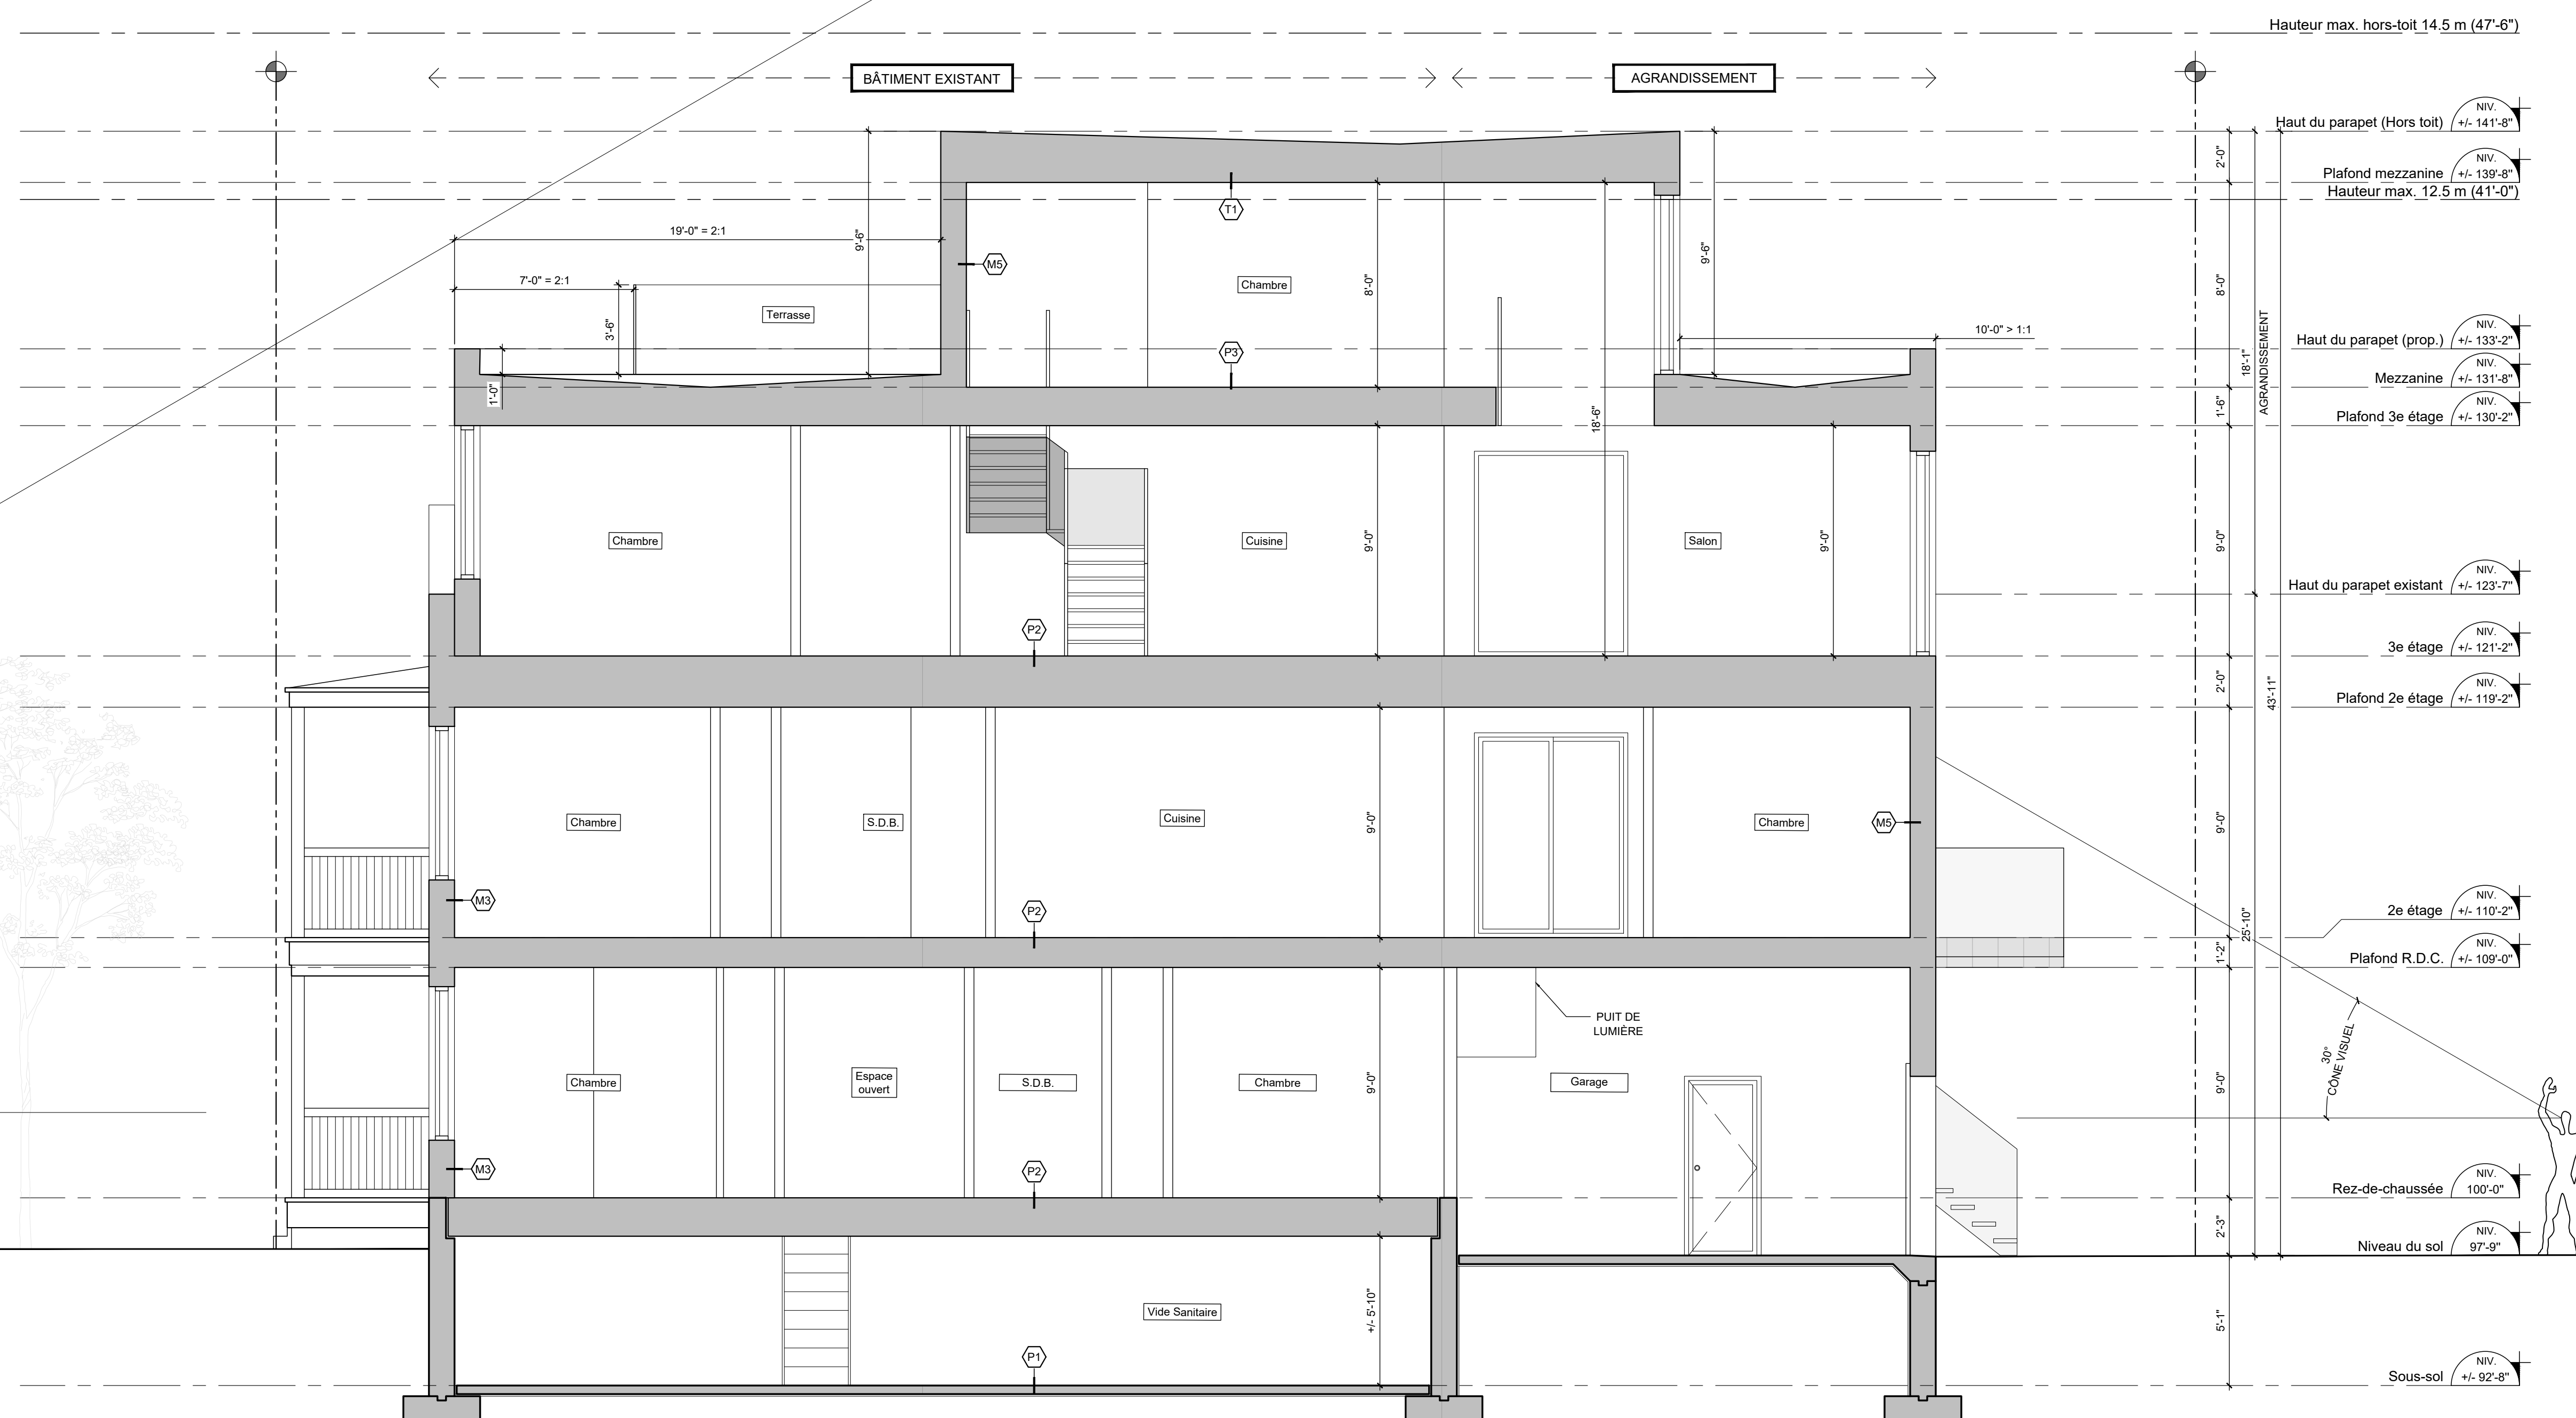 Hauteur max. hors-toit 14.5 m (47'-6")
BÂTIMENT EXISTANT
AGRANDISSEMENT
NIV.
Haut du parapet (Hors toit) +/- 141'-8"
2'-0"
NIV.
Plafond mezzanine +/- 139'-8"
Hauteur max. 12.5 m (41'-0")
T1
19'-0" = 2:1
9'-6"
9'-6"
M5
7'-0" = 2:1
Chambre
8'-0"
8'-0"
Terrasse
3'-6"
10'-0" > 1:1
NIV.
Haut du parapet (prop.) +/- 133'-2"
P3
18'-1"
AGRANDISSEMENT
NIV.
Mezzanine +/- 131'-8"
1'-0"
1'-6"
NIV.
Plafond 3e étage +/- 130'-2"
18'-6"
Chambre
Cuisine
9'-0"
Salon
9'-0"
9'-0"
NIV.
Haut du parapet existant +/- 123'-7"
P2
NIV.
3e étage +/- 121'-2"
2'-0"
43'-11"
NIV.
Plafond 2e étage +/- 119'-2"
Chambre
S.D.B.
Cuisine
9'-0"
Chambre
M5
9'-0"
M3
P2
NIV.
2e étage +/- 110'-2"
25'-10"
1'-2"
NIV.
Plafond R.D.C. +/- 109'-0"
PUIT DE
LUMIÈRE
30°
CÔNE VISUEL
Chambre
Espace
ouvert
S.D.B.
Chambre
9'-0"
Garage
9'-0"
M3
P2
NIV.
Rez-de-chaussée 100'-0"
2'-3"
NIV.
Niveau du sol 97'-9"
Vide Sanitaire
+/- 5'-10"
5'-1"
P1
NIV.
Sous-sol +/- 92'-8"